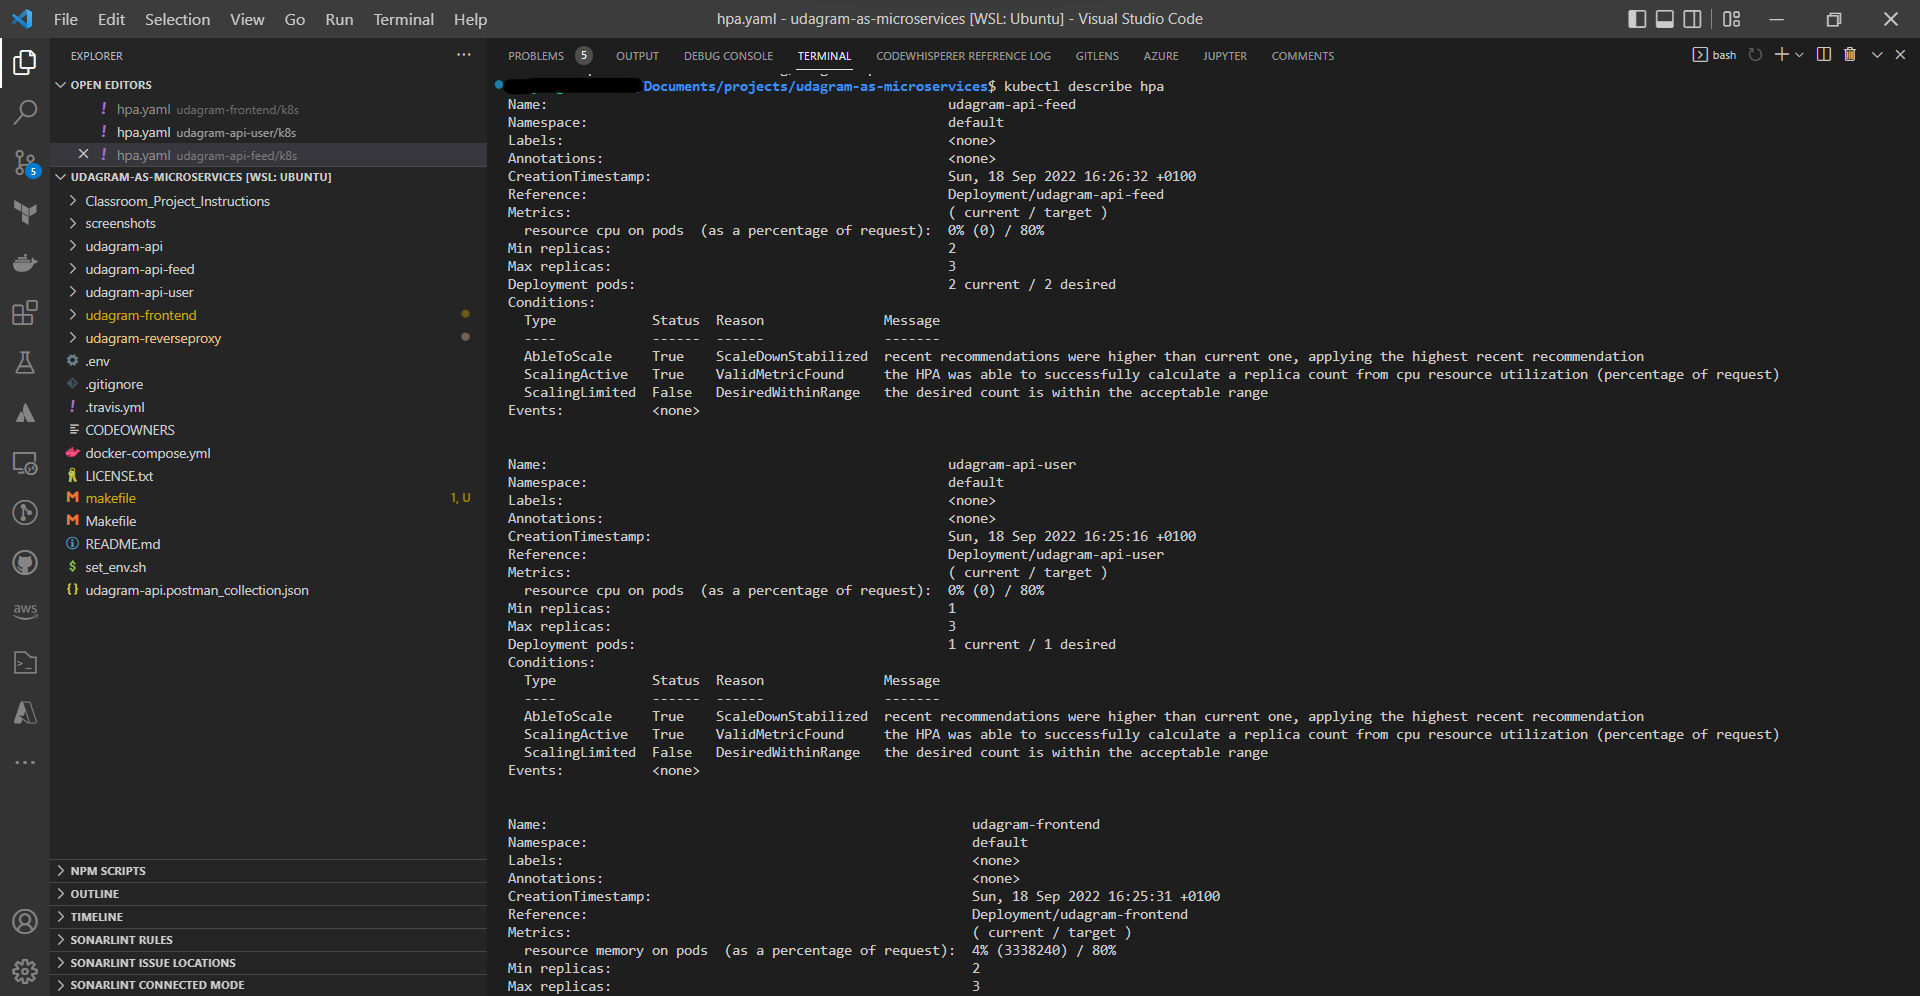 File Edit Selection View Go Run Terminal Help
hpa.yaml - udagram-as-microservices [WSL: Ubuntu] - Visual Studio Code
EXPLORER
OPEN EDITORS
! hpa.yaml udagram-frontend/k8s
! hpa.yaml udagram-api-user/k8s
! hpa.yaml udagram-api-feed/k8s
5
UDAGRAM-AS-MICROSERVICES [WSL: UBUNTU]
Classroom_Project_Instructions
screenshots
udagram-api
udagram-api-feed
udagram-api-user
udagram-frontend
udagram-reverseproxy
.env
.gitignore
! .travis.yml
CODEOWNERS
docker-compose.yml
LICENSE.txt
M makefile 1, U
M Makefile
README.md
$ set_env.sh
{} udagram-api.postman_collection.json
aws
NPM SCRIPTS
OUTLINE
TIMELINE
SONARLINT RULES
SONARLINT ISSUE LOCATIONS
SONARLINT CONNECTED MODE
PROBLEMS 5 OUTPUT DEBUG CONSOLE TERMINAL CODEWHISPERER REFERENCE LOG GITLENS AZURE JUPYTER COMMENTS
bash
Documents/projects/udagram-as-microservices$ kubectl describe hpa
Name: udagram-api-feed
Namespace: default
Labels: <none>
Annotations: <none>
CreationTimestamp: Sun, 18 Sep 2022 16:26:32 +0100
Reference: Deployment/udagram-api-feed
Metrics: ( current / target )
resource cpu on pods (as a percentage of request): 0% (0) / 80%
Min replicas: 2
Max replicas: 3
Deployment pods: 2 current / 2 desired
Conditions:
Type Status Reason Message
---- ------ ------ -------
AbleToScale True ScaleDownStabilized recent recommendations were higher than current one, applying the highest recent recommendation
ScalingActive True ValidMetricFound the HPA was able to successfully calculate a replica count from cpu resource utilization (percentage of request)
ScalingLimited False DesiredWithinRange the desired count is within the acceptable range
Events: <none>
Name: udagram-api-user
Namespace: default
Labels: <none>
Annotations: <none>
CreationTimestamp: Sun, 18 Sep 2022 16:25:16 +0100
Reference: Deployment/udagram-api-user
Metrics: ( current / target )
resource cpu on pods (as a percentage of request): 0% (0) / 80%
Min replicas: 1
Max replicas: 3
Deployment pods: 1 current / 1 desired
Conditions:
Type Status Reason Message
---- ------ ------ -------
AbleToScale True ScaleDownStabilized recent recommendations were higher than current one, applying the highest recent recommendation
ScalingActive True ValidMetricFound the HPA was able to successfully calculate a replica count from cpu resource utilization (percentage of request)
ScalingLimited False DesiredWithinRange the desired count is within the acceptable range
Events: <none>
Name: udagram-frontend
Namespace: default
Labels: <none>
Annotations: <none>
CreationTimestamp: Sun, 18 Sep 2022 16:25:31 +0100
Reference: Deployment/udagram-frontend
Metrics: ( current / target )
resource memory on pods (as a percentage of request): 4% (3338240) / 80%
Min replicas: 2
Max replicas: 3